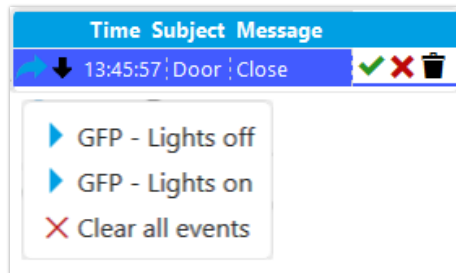 Time Subject Message
13:45:57 Door Close
GFP - Lights off
GFP - Lights on
Clear all events